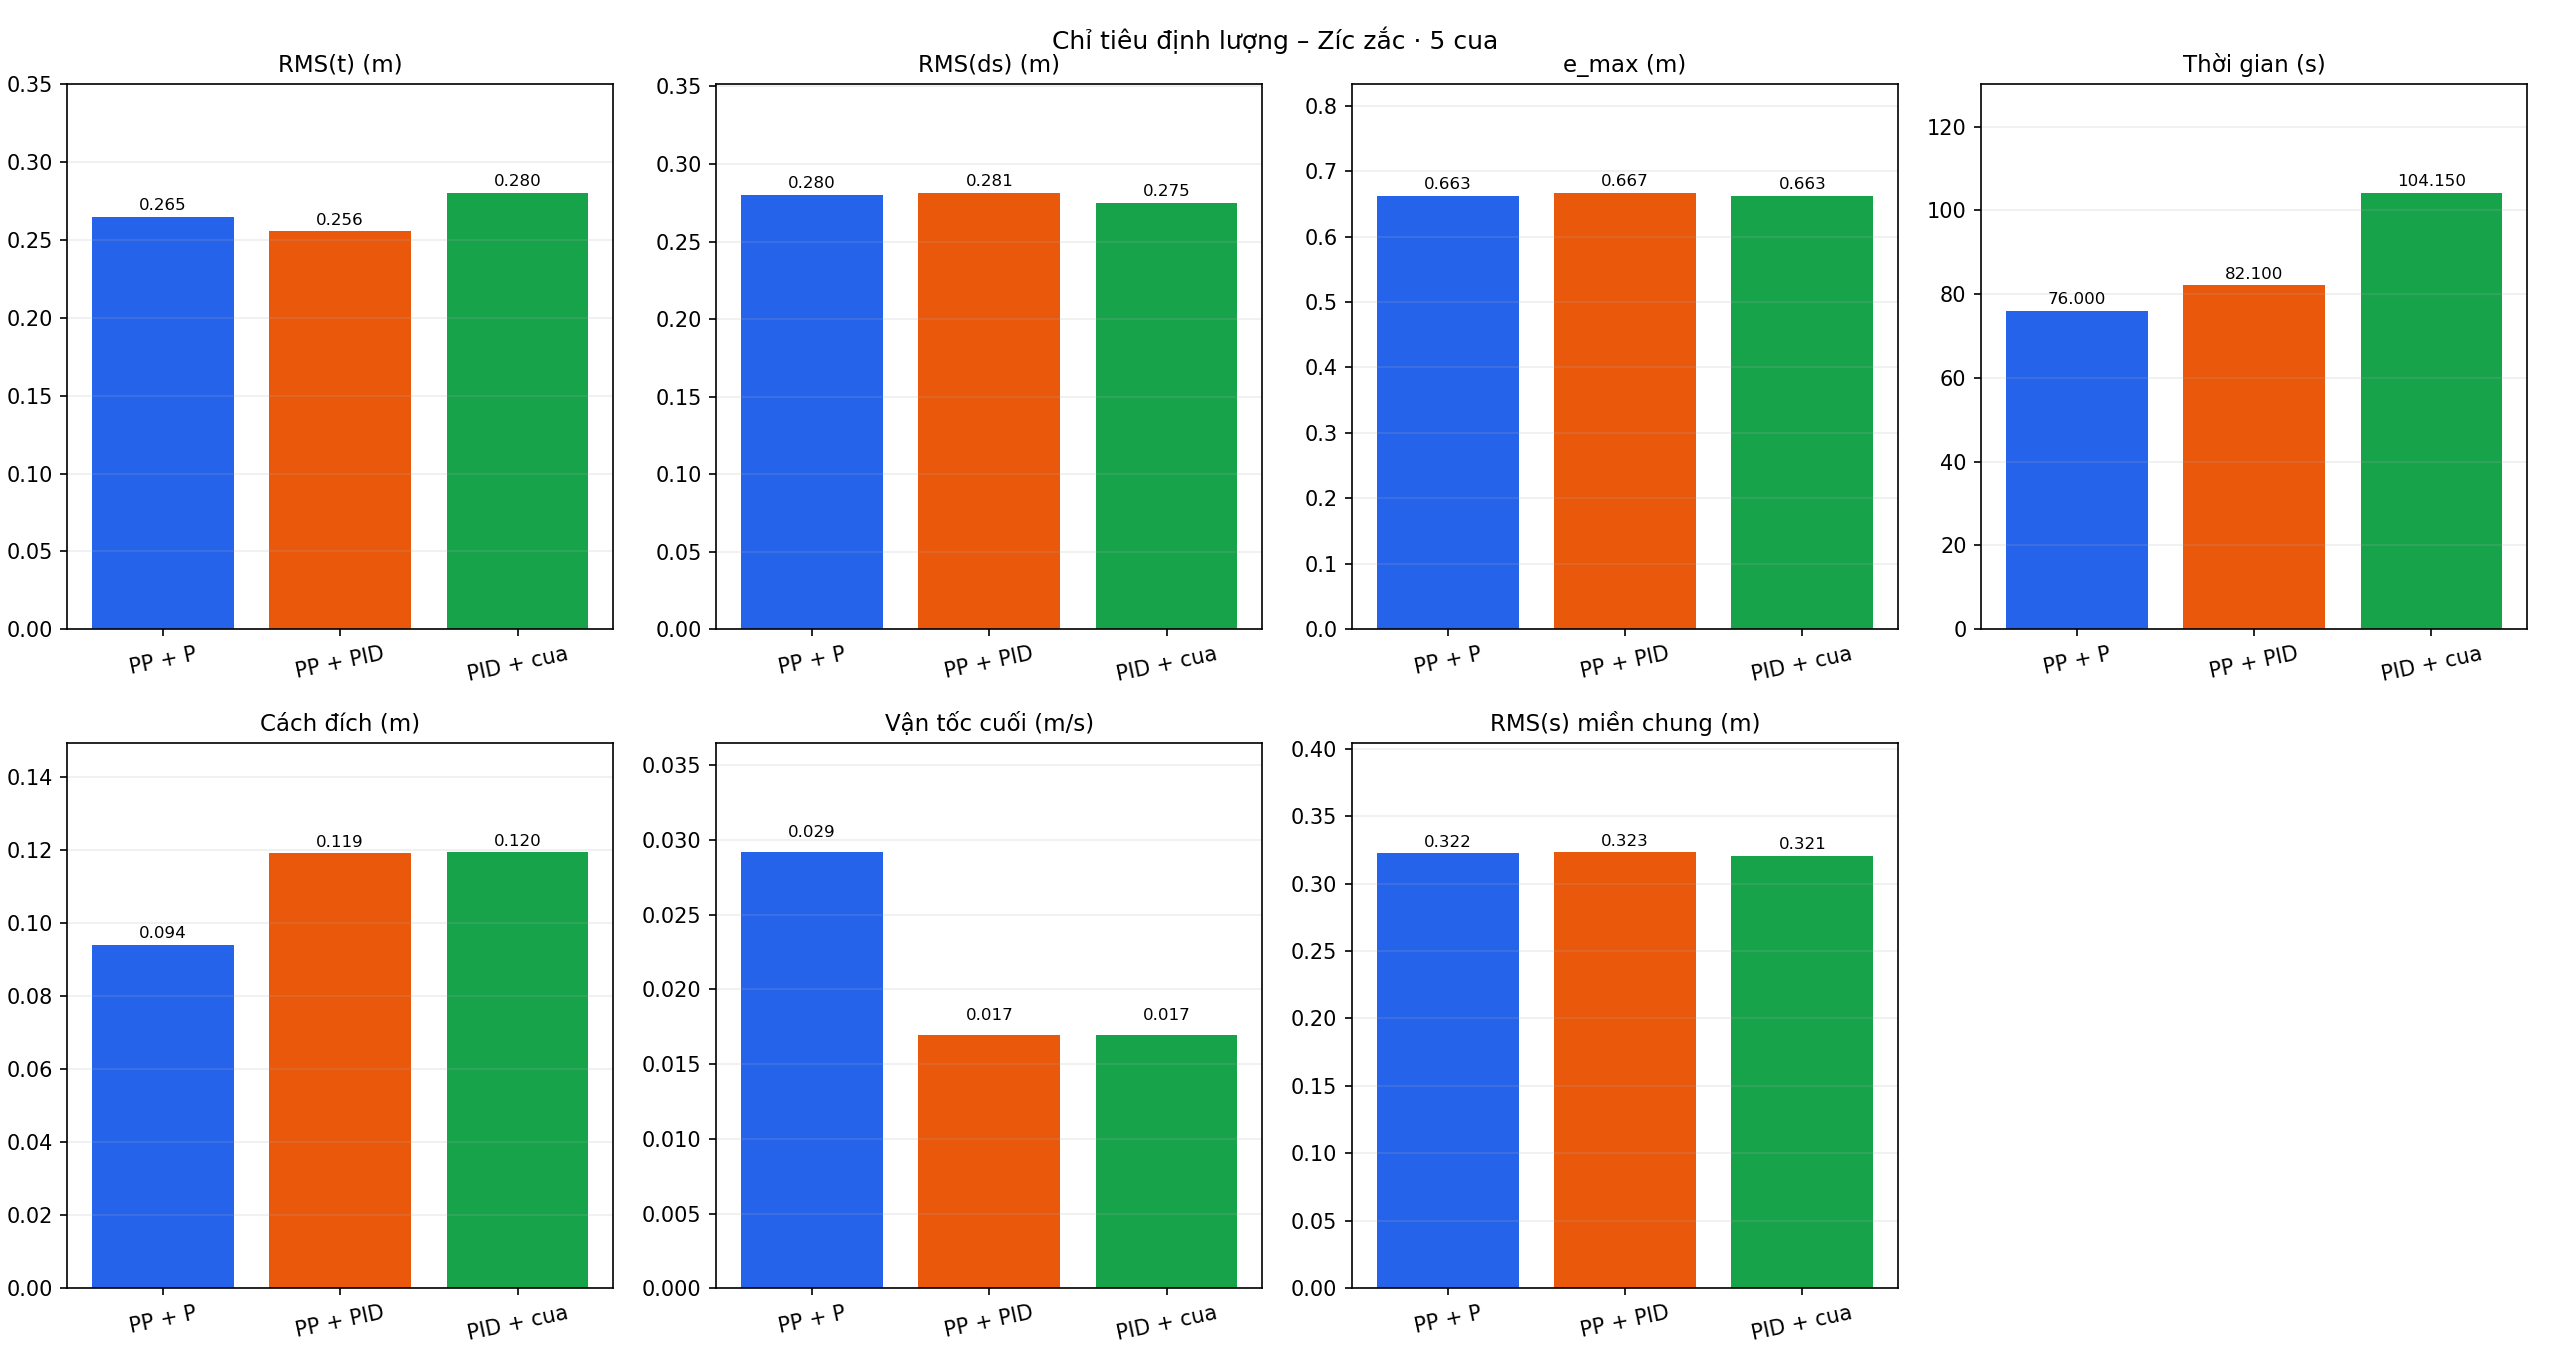 Chỉ tiêu định lượng – Zíc zắc · 5 cua
RMS(t) (m)
0.35
0.30
0.25
0.20
0.15
0.10
0.05
0.00
0.265
0.256
0.280
PP + P
PP + PID
PID + cua
RMS(ds) (m)
0.35
0.30
0.25
0.20
0.15
0.10
0.05
0.00
0.280
0.281
0.275
PP + P
PP + PID
PID + cua
e_max (m)
0.8
0.7
0.6
0.5
0.4
0.3
0.2
0.1
0.0
0.663
0.667
0.663
PP + P
PP + PID
PID + cua
Thời gian (s)
120
100
80
60
40
20
0
76.000
82.100
104.150
PP + P
PP + PID
PID + cua
Cách đích (m)
0.14
0.12
0.10
0.08
0.06
0.04
0.02
0.00
0.094
0.119
0.120
PP + P
PP + PID
PID + cua
Vận tốc cuối (m/s)
0.035
0.030
0.025
0.020
0.015
0.010
0.005
0.000
0.029
0.017
0.017
PP + P
PP + PID
PID + cua
RMS(s) miền chung (m)
0.40
0.35
0.30
0.25
0.20
0.15
0.10
0.05
0.00
0.322
0.323
0.321
PP + P
PP + PID
PID + cua